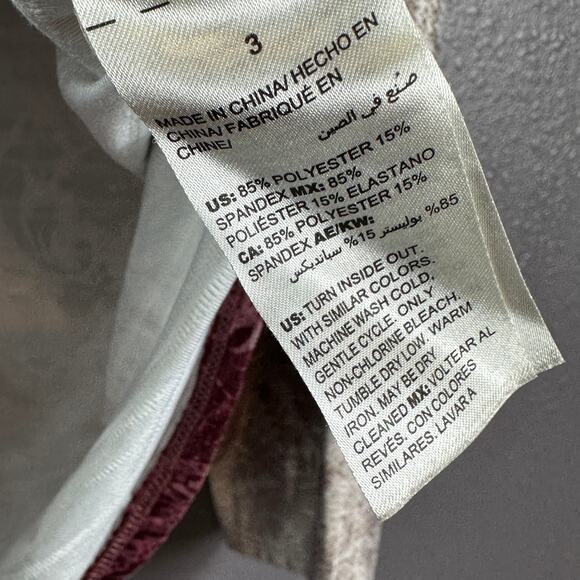 3
MADE IN CHINA/ HECHO EN
CHINA/ FABRIQUÉ EN
CHINE/
صنع في الصين
US: 85% POLYESTER 15%
SPANDEX MX: 85%
POLIÉSTER 15% ELASTANO
CA: 85% POLYESTER 15%
SPANDEX AE/KW:
%85 بوليستر %15 سباندكس
US: TURN INSIDE OUT.
WITH SIMILAR COLORS.
MACHINE WASH COLD,
GENTLE CYCLE. ONLY
NON-CHLORINE BLEACH.
TUMBLE DRY LOW. WARM
IRON. MAY BE DRY
CLEANED MX: VOLTEAR AL
REVÉS. CON COLORES
SIMILARES. LAVAR A